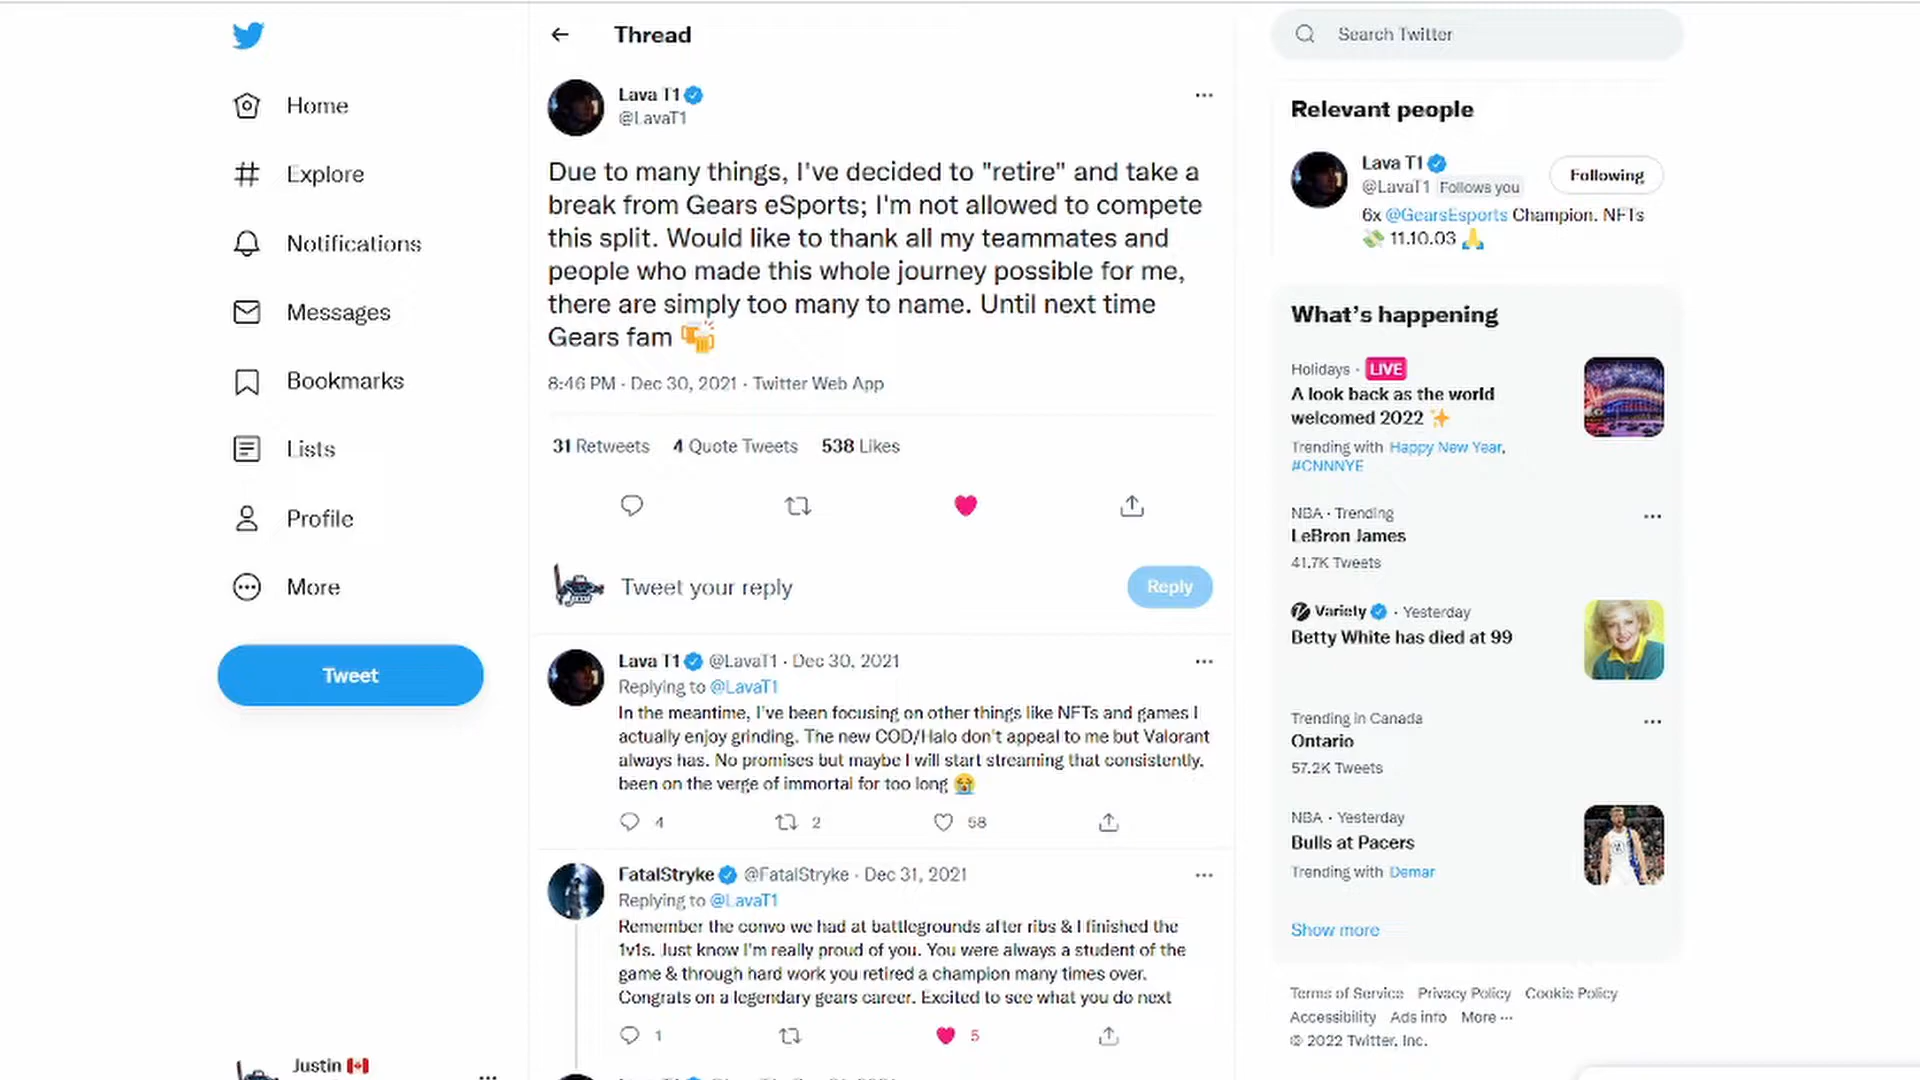 Thread
Search Twitter
Home
Explore
Notifications
Messages
Bookmarks
Lists
Profile
More
Tweet
Justin 🇨🇦
Lava T1
@LavaT1
Due to many things, I've decided to "retire" and take a
break from Gears eSports; I'm not allowed to compete
this split. Would like to thank all my teammates and
people who made this whole journey possible for me,
there are simply too many to name. Until next time
Gears fam 🍻
8:46 PM · Dec 30, 2021 · Twitter Web App
31 Retweets 4 Quote Tweets 538 Likes
Tweet your reply
Reply
Lava T1 @LavaT1 · Dec 30, 2021
Replying to @LavaT1
In the meantime, I've been focusing on other things like NFTs and games I
actually enjoy grinding. The new COD/Halo don't appeal to me but Valorant
always has. No promises but maybe I will start streaming that consistently.
been on the verge of immortal for too long 😭
4 2 58
FatalStryke @FatalStryke · Dec 31, 2021
Replying to @LavaT1
Remember the convo we had at battlegrounds after ribs & I finished the
1v1s. Just know I'm really proud of you. You were always a student of the
game & through hard work you retired a champion many times over.
Congrats on a legendary gears career. Excited to see what you do next
1 5
Relevant people
Lava T1
@LavaT1 Follows you
Following
6x @GearsEsports Champion. NFTs
💸 11.10.03 🙏
What's happening
Holidays · LIVE
A look back as the world
welcomed 2022 ✨
Trending with Happy New Year,
#CNNNYE
NBA · Trending
LeBron James
41.7K Tweets
Variety · Yesterday
Betty White has died at 99
Trending in Canada
Ontario
57.2K Tweets
NBA · Yesterday
Bulls at Pacers
Trending with Demar
Show more
Terms of Service Privacy Policy Cookie Policy
Accessibility Ads info More ···
© 2022 Twitter, Inc.